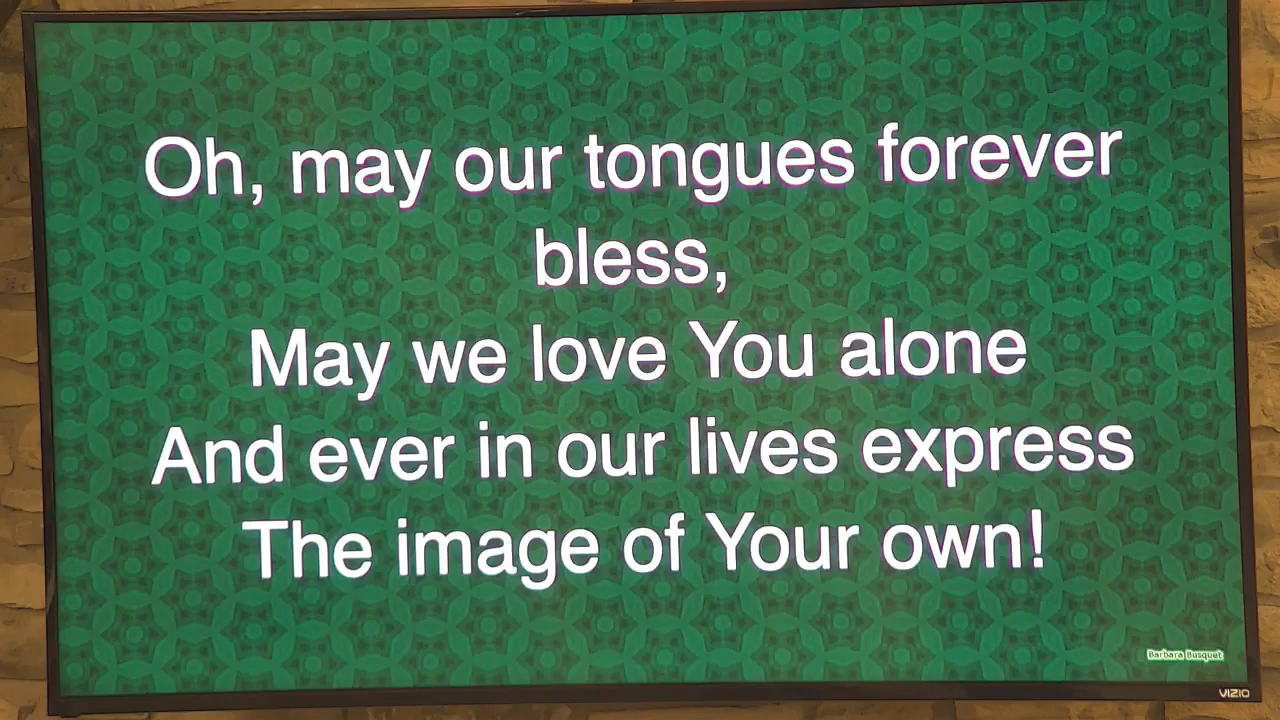 Oh, may our tongues forever
bless,
May we love You alone
And ever in our lives express
The image of Your own!
Barbara Busquet
VIZIO